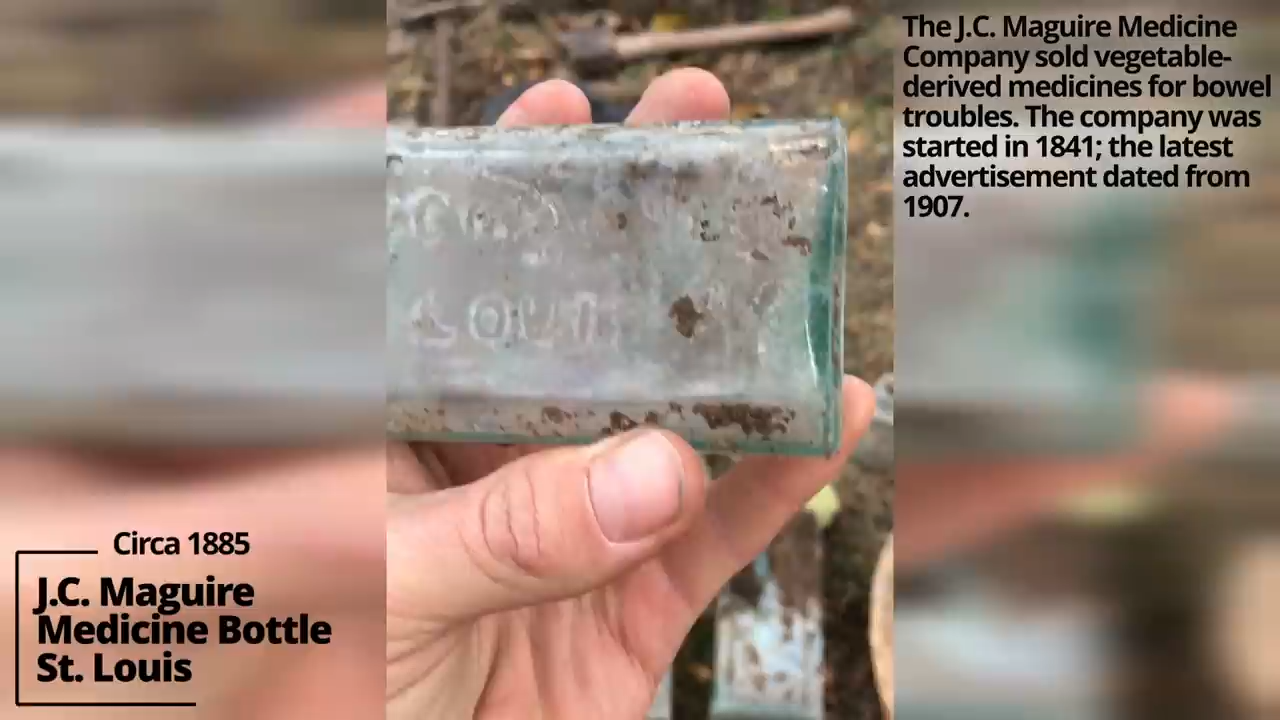 The J.C. Maguire Medicine
Company sold vegetable-
derived medicines for bowel
troubles. The company was
started in 1841; the latest
advertisement dated from
1907.
LOUI
Circa 1885
J.C. Maguire
Medicine Bottle
St. Louis